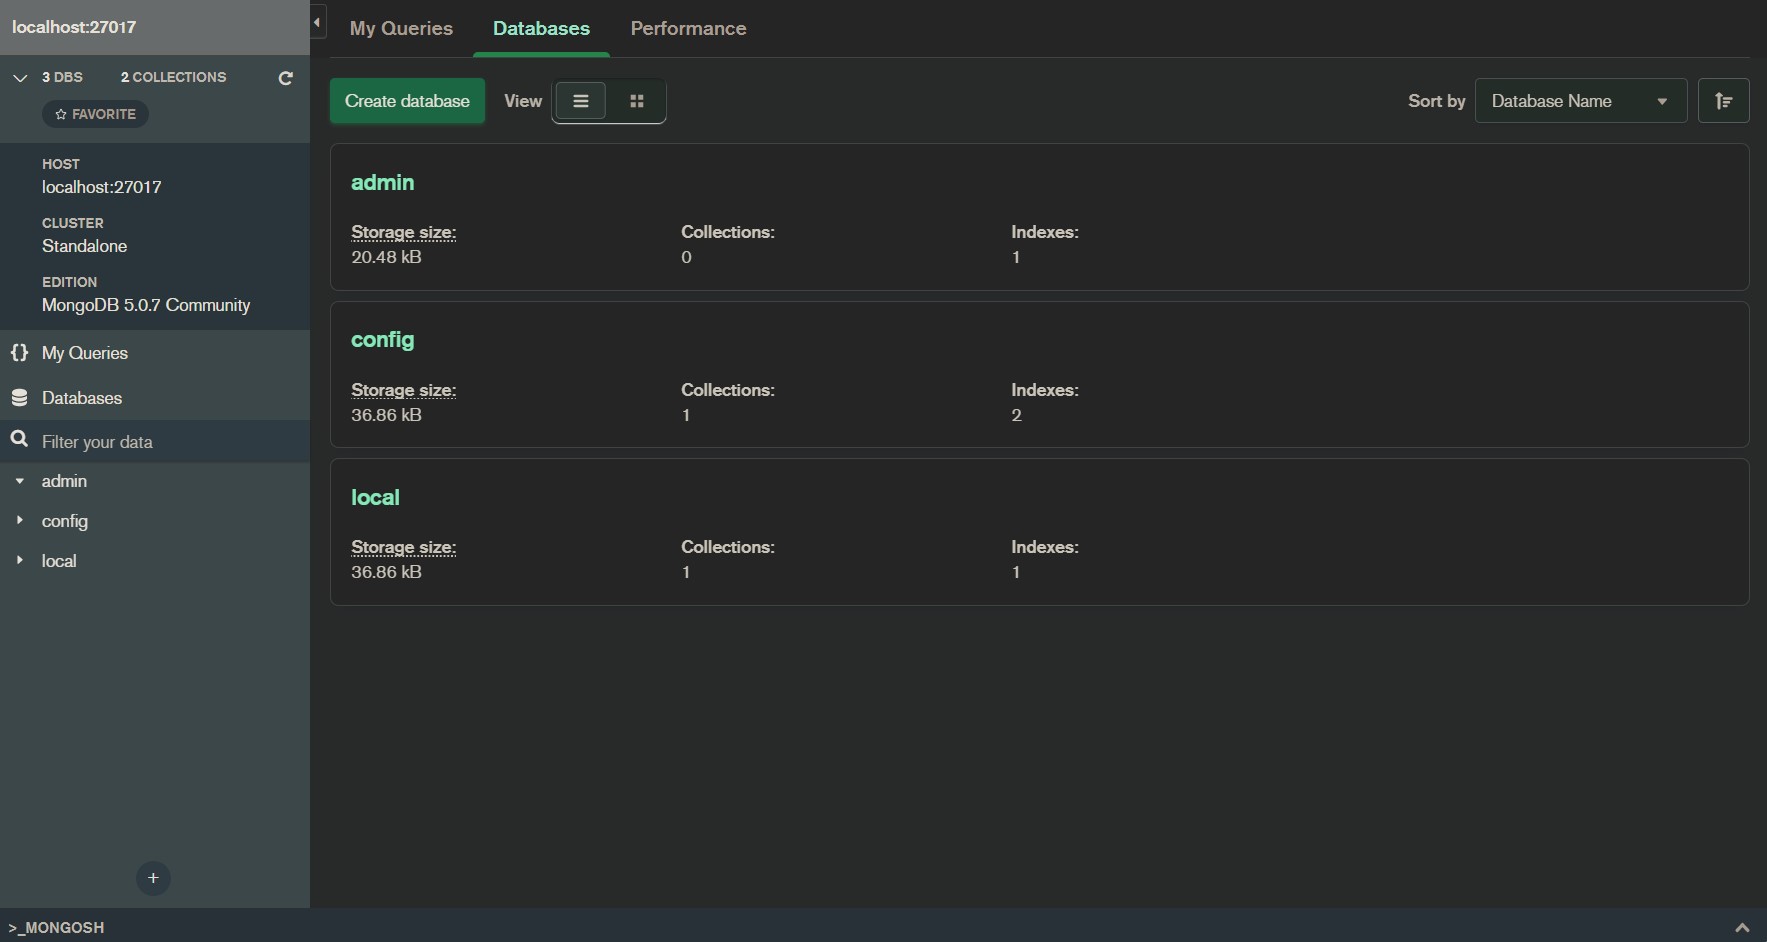 localhost:27017
3 DBS 2 COLLECTIONS
FAVORITE
HOST
localhost:27017
CLUSTER
Standalone
EDITION
MongoDB 5.0.7 Community
My Queries
Databases
Filter your data
admin
config
local
+
My Queries Databases Performance
Create database View Sort by Database Name
admin
Storage size: Collections: Indexes:
20.48 kB 0 1
config
Storage size: Collections: Indexes:
36.86 kB 1 2
local
Storage size: Collections: Indexes:
36.86 kB 1 1
>_MONGOSH